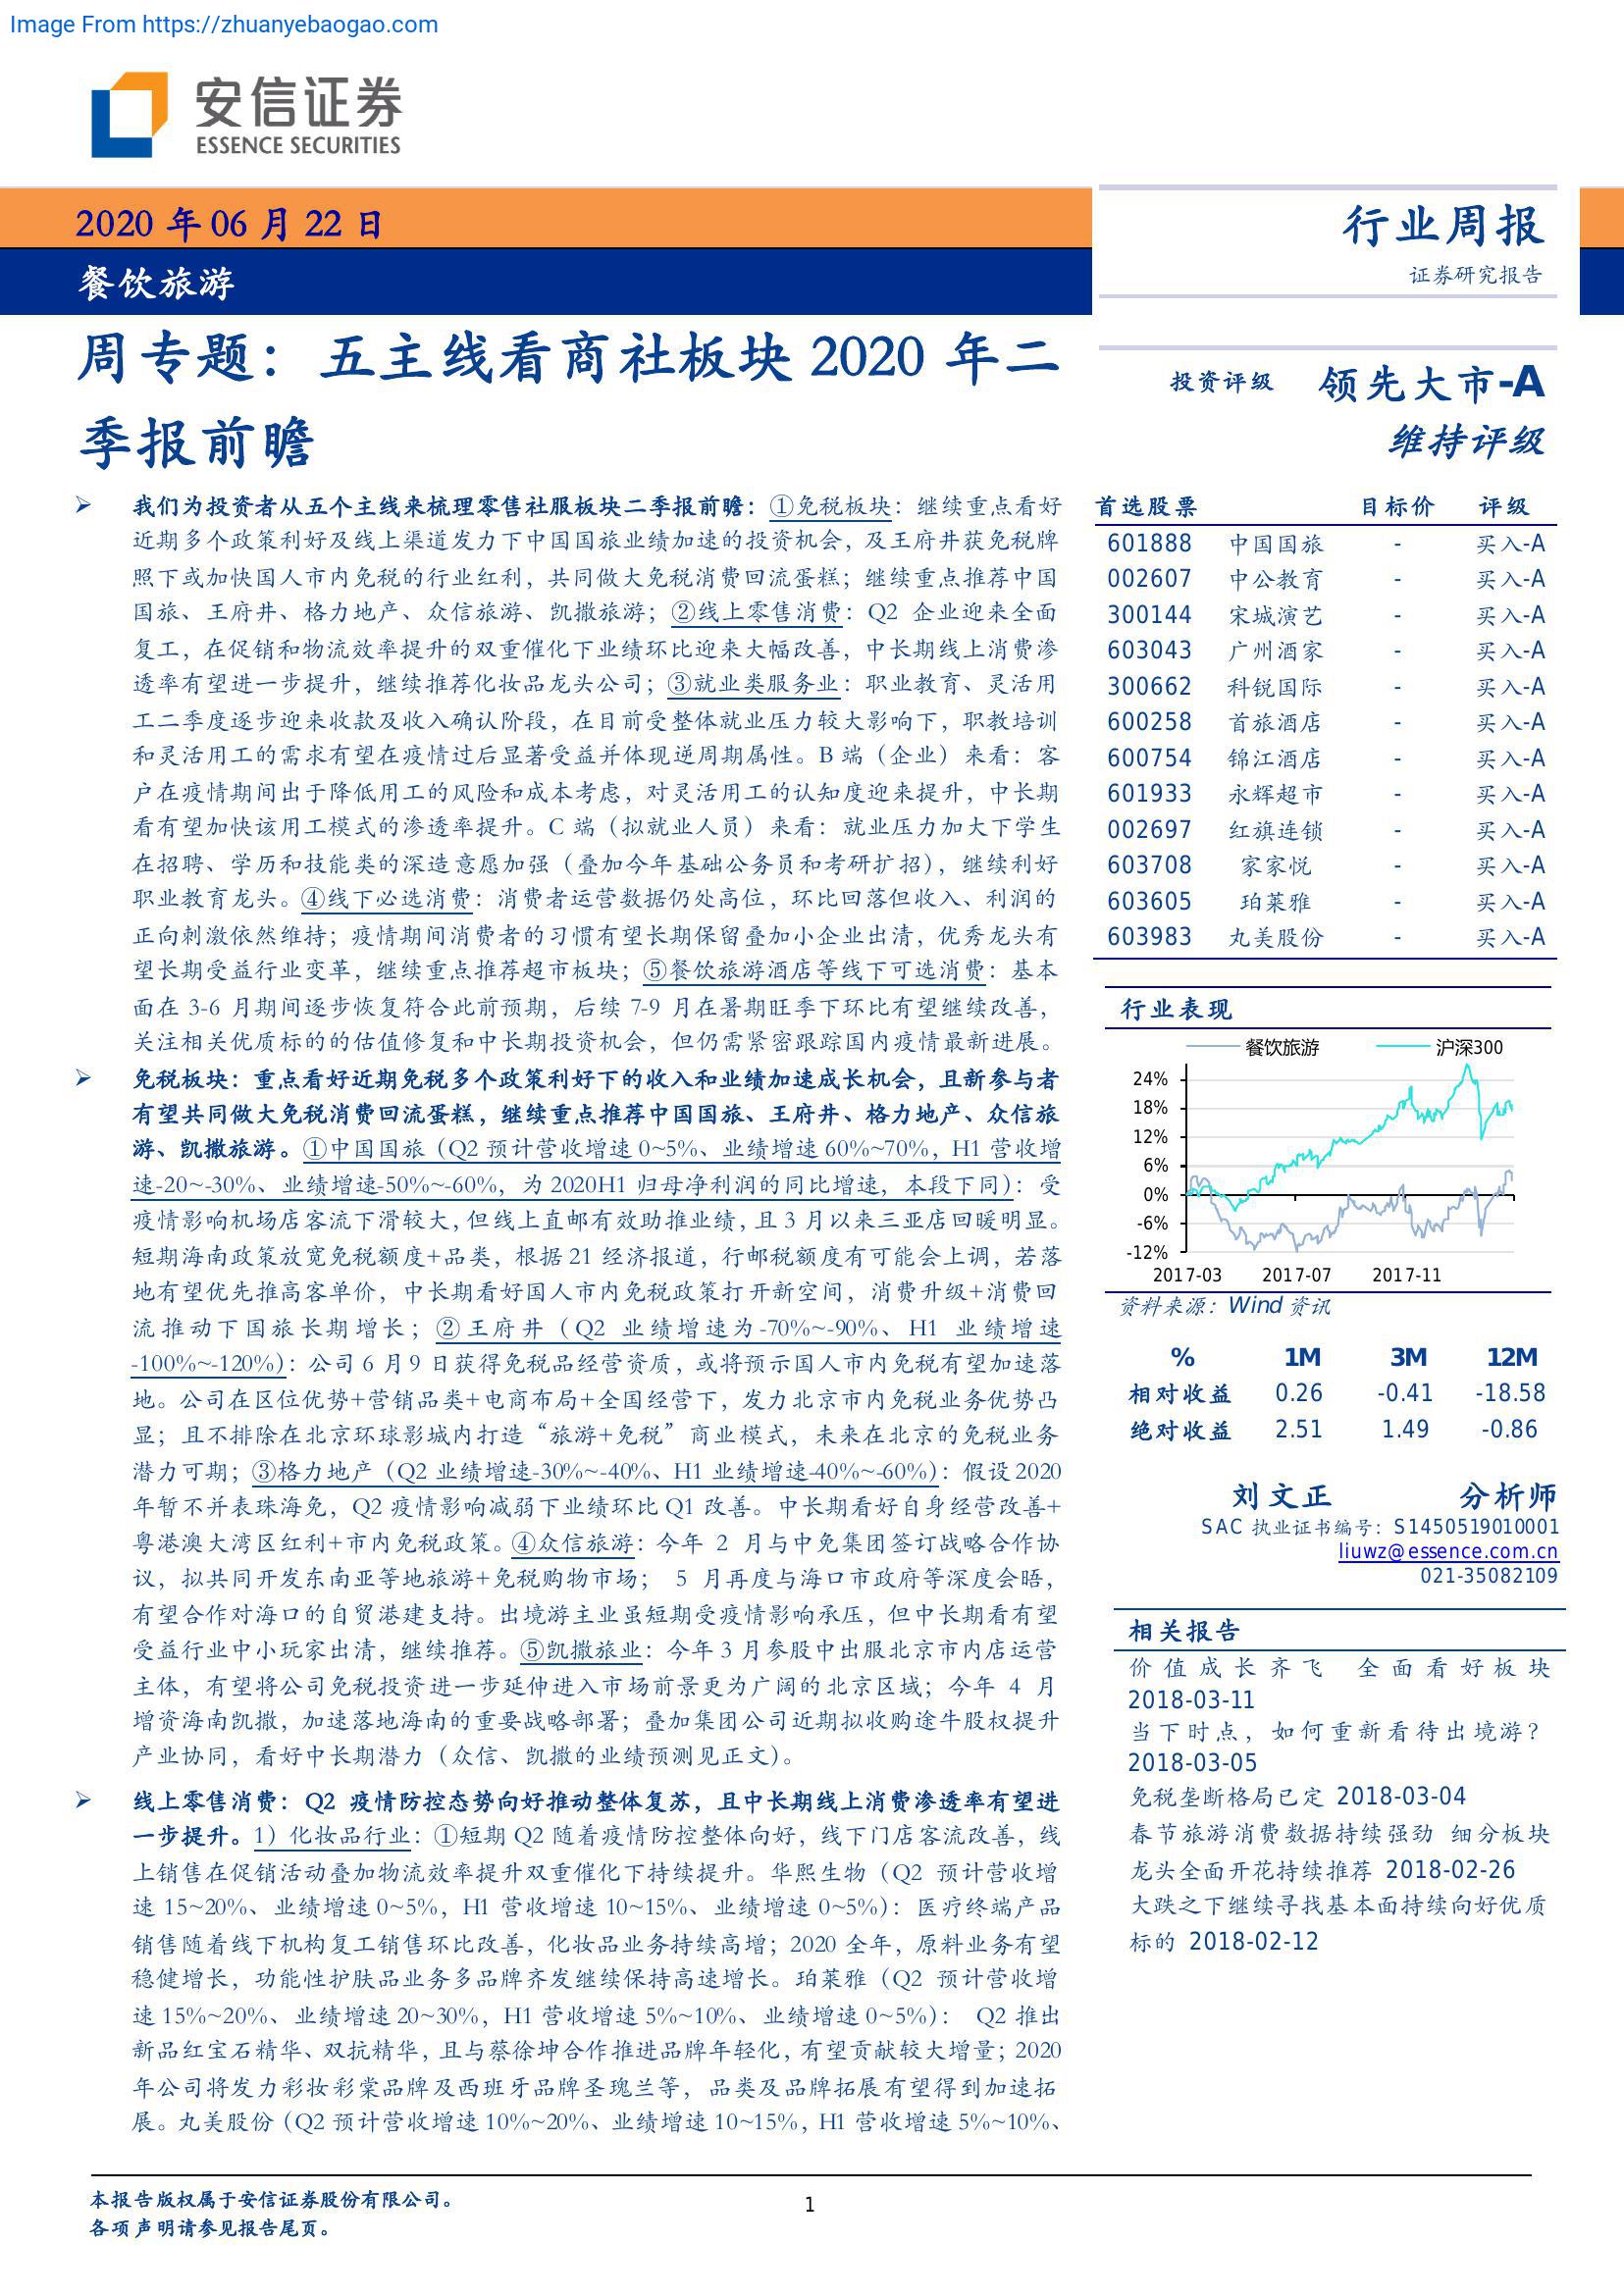 Image From https://zhuanyebaogao.com
安信证券
ESSENCE SECURITIES
2020 年 06 月 22 日
餐饮旅游
行业周报
证券研究报告
周专题：五主线看商社板块 2020 年二
季报前瞻
投资评级 领先大市-A
维持评级
➢ 我们为投资者从五个主线来梳理零售社服板块二季报前瞻：①免税板块：继续重点看好
近期多个政策利好及线上渠道发力下中国国旅业绩加速的投资机会，及王府井获免税牌
照下或加快国人市内免税的行业红利，共同做大免税消费回流蛋糕；继续重点推荐中国
国旅、王府井、格力地产、众信旅游、凯撒旅游；②线上零售消费：Q2 企业迎来全面
复工，在促销和物流效率提升的双重催化下业绩环比迎来大幅改善，中长期线上消费渗
透率有望进一步提升，继续推荐化妆品龙头公司；③就业类服务业：职业教育、灵活用
工二季度逐步迎来收款及收入确认阶段，在目前受整体就业压力较大影响下，职教培训
和灵活用工的需求有望在疫情过后显著受益并体现逆周期属性。B 端（企业）来看：客
户在疫情期间出于降低用工的风险和成本考虑，对灵活用工的认知度迎来提升，中长期
看有望加快该用工模式的渗透率提升。C 端（拟就业人员）来看：就业压力加大下学生
在招聘、学历和技能类的深造意愿加强（叠加今年基础公务员和考研扩招），继续利好
职业教育龙头。④线下必选消费：消费者运营数据仍处高位，环比回落但收入、利润的
正向刺激依然维持；疫情期间消费者的习惯有望长期保留叠加小企业出清，优秀龙头有
望长期受益行业变革，继续重点推荐超市板块；⑤餐饮旅游酒店等线下可选消费：基本
面在 3-6 月期间逐步恢复符合此前预期，后续 7-9 月在暑期旺季下环比有望继续改善，
关注相关优质标的的估值修复和中长期投资机会，但仍需紧密跟踪国内疫情最新进展。
➢ 免税板块：重点看好近期免税多个政策利好下的收入和业绩加速成长机会，且新参与者
有望共同做大免税消费回流蛋糕，继续重点推荐中国国旅、王府井、格力地产、众信旅
游、凯撒旅游。①中国国旅（Q2 预计营收增速 0~5%、业绩增速 60%~70%，H1 营收增
速-20~-30%、业绩增速-50%~-60%，为 2020H1 归母净利润的同比增速，本段下同）：受
疫情影响机场店客流下滑较大，但线上直邮有效助推业绩，且 3 月以来三亚店回暖明显。
短期海南政策放宽免税额度+品类，根据 21 经济报道，行邮税额度有可能会上调，若落
地有望优先推高客单价，中长期看好国人市内免税政策打开新空间，消费升级+消费回
流推动下国旅长期增长；②王府井（Q2 业绩增速为-70%~-90%、H1 业绩增速
-100%~-120%）：公司 6 月 9 日获得免税品经营资质，或将预示国人市内免税有望加速落
地。公司在区位优势+营销品类+电商布局+全国经营下，发力北京市内免税业务优势凸
显；且不排除在北京环球影城内打造“旅游+免税”商业模式，未来在北京的免税业务
潜力可期；③格力地产（Q2 业绩增速-30%~-40%、H1 业绩增速-40%~-60%）：假设 2020
年暂不并表珠海免，Q2 疫情影响减弱下业绩环比 Q1 改善。中长期看好自身经营改善+
粤港澳大湾区红利+市内免税政策。④众信旅游：今年 2 月与中免集团签订战略合作协
议，拟共同开发东南亚等地旅游+免税购物市场； 5 月再度与海口市政府等深度会晤，
有望合作对海口的自贸港建支持。出境游主业虽短期受疫情影响承压，但中长期看有望
受益行业中小玩家出清，继续推荐。⑤凯撒旅业：今年 3 月参股中出服北京市内店运营
主体，有望将公司免税投资进一步延伸进入市场前景更为广阔的北京区域；今年 4 月
增资海南凯撒，加速落地海南的重要战略部署；叠加集团公司近期拟收购途牛股权提升
产业协同，看好中长期潜力（众信、凯撒的业绩预测见正文）。
➢ 线上零售消费：Q2 疫情防控态势向好推动整体复苏，且中长期线上消费渗透率有望进
一步提升。1）化妆品行业：①短期 Q2 随着疫情防控整体向好，线下门店客流改善，线
上销售在促销活动叠加物流效率提升双重催化下持续提升。华熙生物（Q2 预计营收增
速 15~20%、业绩增速 0~5%，H1 营收增速 10~15%、业绩增速 0~5%）：医疗终端产品
销售随着线下机构复工销售环比改善，化妆品业务持续高增；2020 全年，原料业务有望
稳健增长，功能性护肤品业务多品牌齐发继续保持高速增长。珀莱雅（Q2 预计营收增
速 15%~20%、业绩增速 20~30%，H1 营收增速 5%~10%、业绩增速 0~5%）： Q2 推出
新品红宝石精华、双抗精华，且与蔡徐坤合作推进品牌年轻化，有望贡献较大增量；2020
年公司将发力彩妆彩棠品牌及西班牙品牌圣瑰兰等，品类及品牌拓展有望得到加速拓
展。丸美股份（Q2 预计营收增速 10%~20%、业绩增速 10~15%，H1 营收增速 5%~10%、
首选股票 目标价 评级
601888 中国国旅 - 买入-A
002607 中公教育 - 买入-A
300144 宋城演艺 - 买入-A
603043 广州酒家 - 买入-A
300662 科锐国际 - 买入-A
600258 首旅酒店 - 买入-A
600754 锦江酒店 - 买入-A
601933 永辉超市 - 买入-A
002697 红旗连锁 - 买入-A
603708 家家悦 - 买入-A
603605 珀莱雅 - 买入-A
603983 丸美股份 - 买入-A
行业表现
餐饮旅游 沪深300
24%
18%
12%
6%
0%
-6%
-12%
2017-03 2017-07 2017-11
资料来源：Wind 资讯
% 1M 3M 12M
相对收益 0.26 -0.41 -18.58
绝对收益 2.51 1.49 -0.86
刘文正 分析师
SAC 执业证书编号：S1450519010001
liuwz@essence.com.cn
021-35082109
相关报告
价值成长齐飞 全面看好板块
2018-03-11
当下时点，如何重新看待出境游？
2018-03-05
免税垄断格局已定 2018-03-04
春节旅游消费数据持续强劲 细分板块
龙头全面开花持续推荐 2018-02-26
大跌之下继续寻找基本面持续向好优质
标的 2018-02-12
本报告版权属于安信证券股份有限公司。
各项声明请参见报告尾页。
1